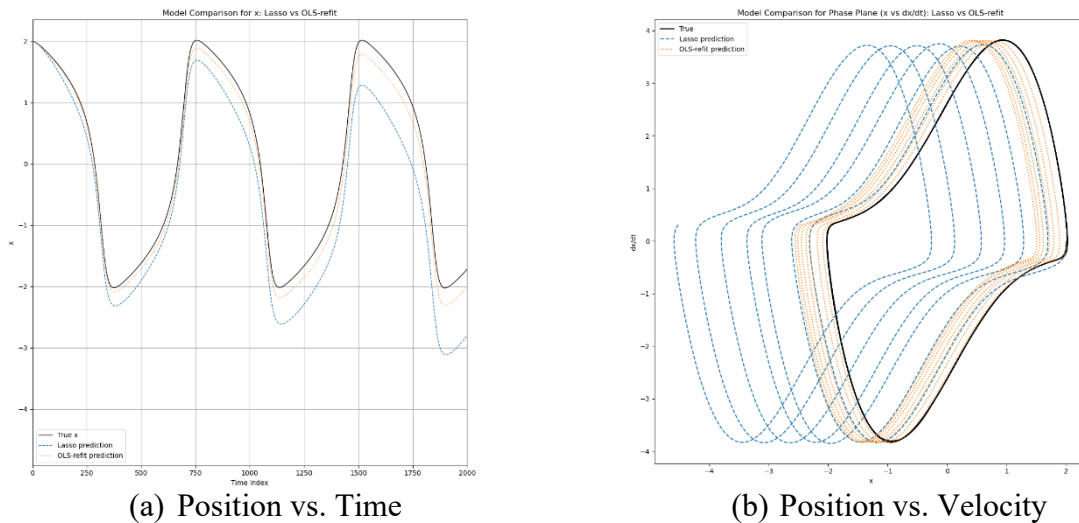 Model Comparison for x: Lasso vs OLS-refit
2
1
0
−1
−2
−3
−4
x
True x
Lasso prediction
OLS-refit prediction
0
250
500
750
1000
1250
1500
1750
2000
Time Index
(a) Position vs. Time
Model Comparison for Phase Plane (x vs dx/dt): Lasso vs OLS-refit
True
Lasso prediction
OLS-refit prediction
4
3
2
1
0
−1
−2
−3
−4
dx/dt
−4
−3
−2
−1
0
1
2
x
(b) Position vs. Velocity